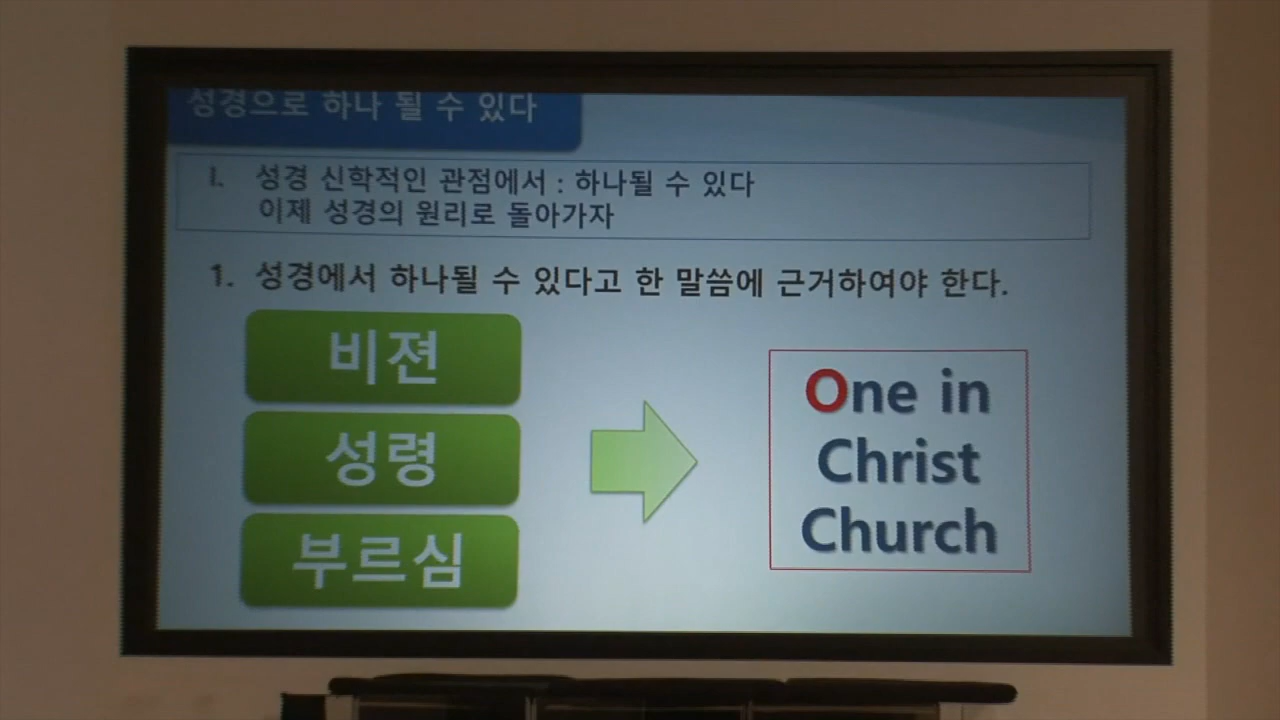 성경으로 하나 될 수 있다
I. 성경 신학적인 관점에서 : 하나될 수 있다
이제 성경의 원리로 돌아가자
1. 성경에서 하나될 수 있다고 한 말씀에 근거하여야 한다.
비젼
성령
부르심
One in
Christ
Church